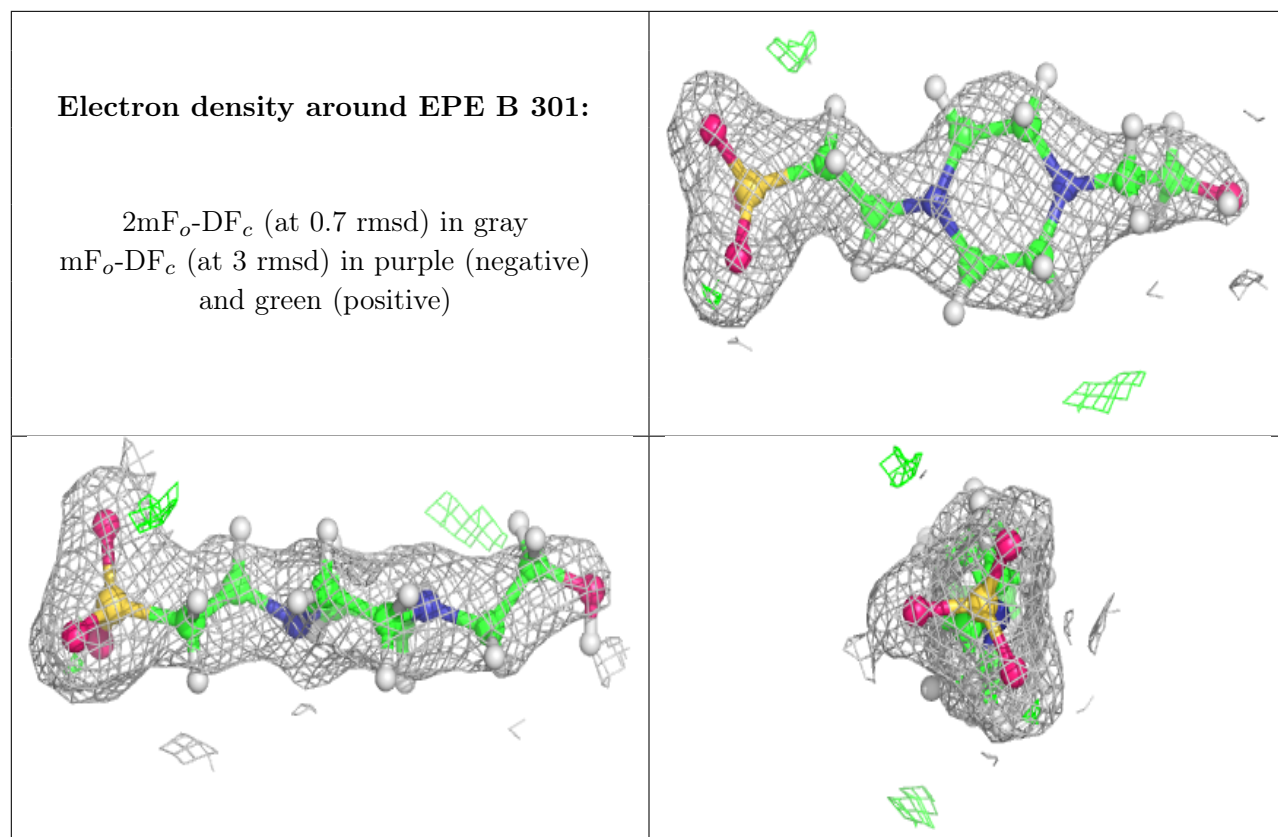 Electron density around EPE B 301:
2mFo-DFc (at 0.7 rmsd) in gray
mFo-DFc (at 3 rmsd) in purple (negative)
and green (positive)